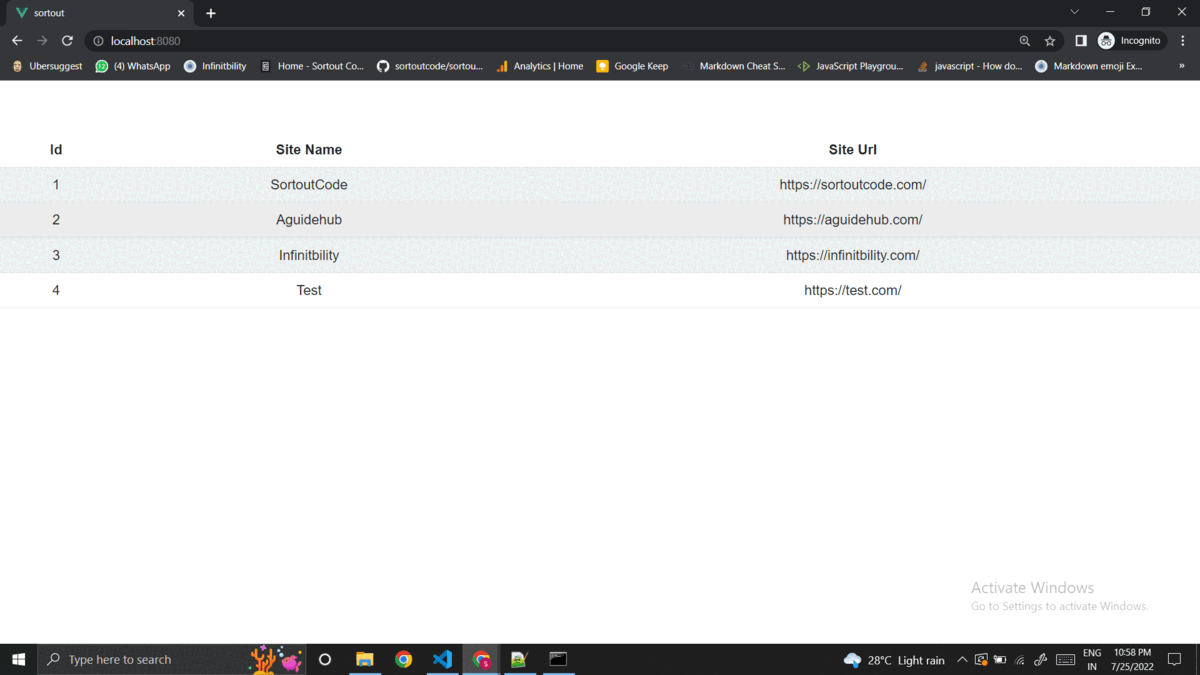 sortout
localhost:8080
Incognito
Ubersuggest (4) WhatsApp Infinitbility Home - Sortout Co... sortoutcode/sortou... Analytics | Home Google Keep Markdown Cheat S... JavaScript Playgrou... javascript - How do... Markdown emoji Ex... »
Id Site Name Site Url
1 SortoutCode https://sortoutcode.com/
2 Aguidehub https://aguidehub.com/
3 Infinitbility https://infinitbility.com/
4 Test https://test.com/
Activate Windows
Go to Settings to activate Windows.
Type here to search
28°C Light rain
ENG
IN
10:58 PM
7/25/2022